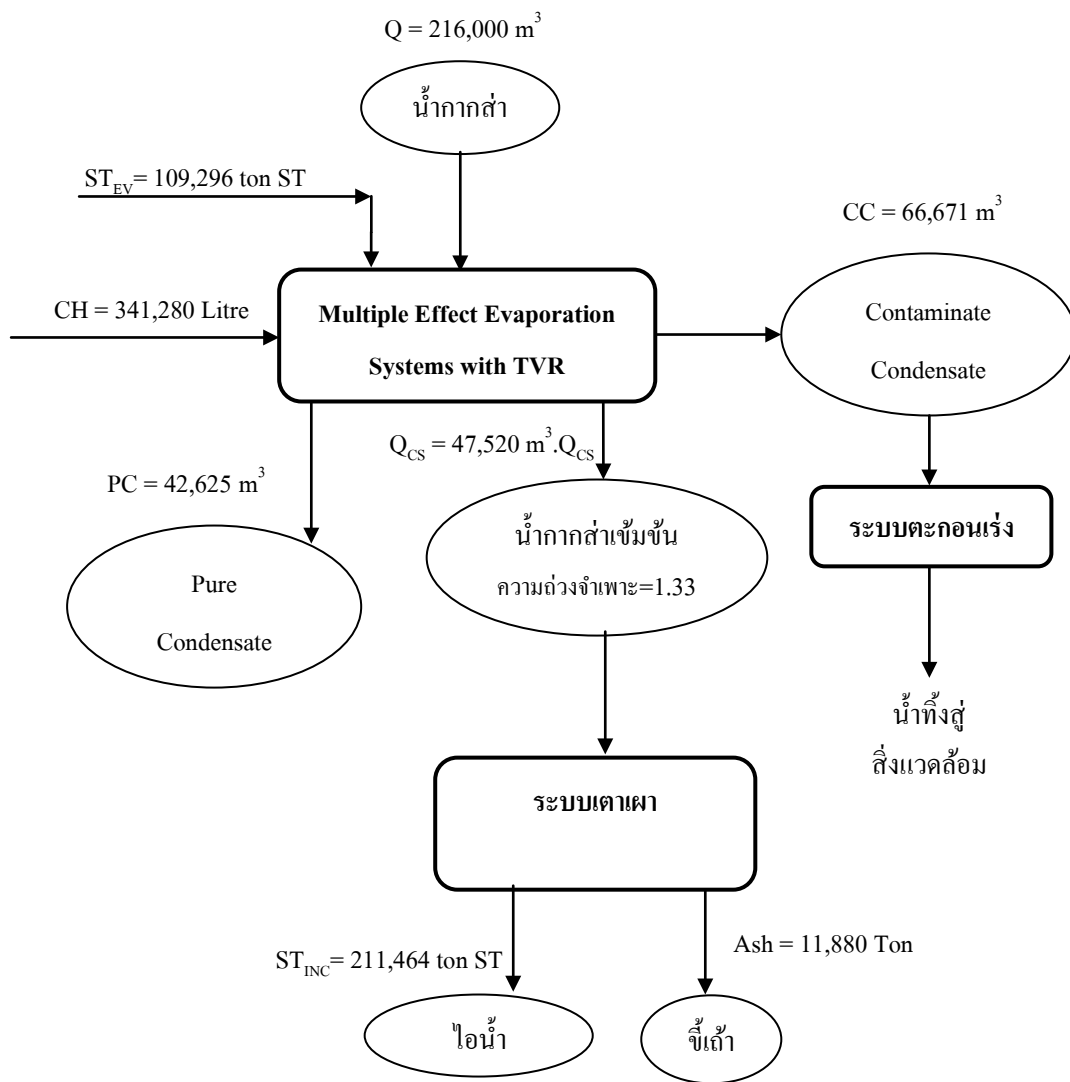 Q = 216,000 m³
น้ำกากส่า
ST_EV= 109,296 ton ST
CC = 66,671 m³
CH = 341,280 Litre
Multiple Effect Evaporation
Systems with TVR
Contaminate
Condensate
Q_CS = 47,520 m³.Q_CS
PC = 42,625 m³
น้ำกากส่าเข้มข้น
ความถ่วงจำเพาะ=1.33
ระบบตะกอนเร่ง
Pure
Condensate
น้ำทิ้งสู่
สิ่งแวดล้อม
ระบบเตาเผา
ST_INC= 211,464 ton ST
Ash = 11,880 Ton
ไอน้ำ
ขี้เถ้า